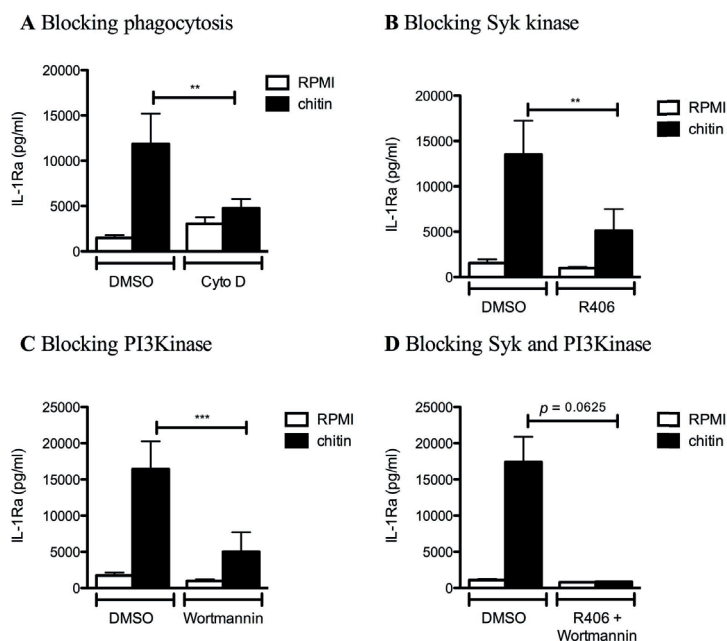 A Blocking phagocytosis
20000
15000
10000
5000
0
IL-1Ra (pg/ml)
**
RPMI
chitin
DMSO
Cyto D
B Blocking Syk kinase
20000
15000
10000
5000
0
IL-1Ra (pg/ml)
**
RPMI
chitin
DMSO
R406
C Blocking PI3Kinase
25000
20000
15000
10000
5000
0
IL-1Ra (pg/ml)
***
RPMI
chitin
DMSO
Wortmannin
D Blocking Syk and PI3Kinase
25000
20000
15000
10000
5000
0
IL-1Ra (pg/ml)
p = 0.0625
RPMI
chitin
DMSO
R406 +
Wortmannin